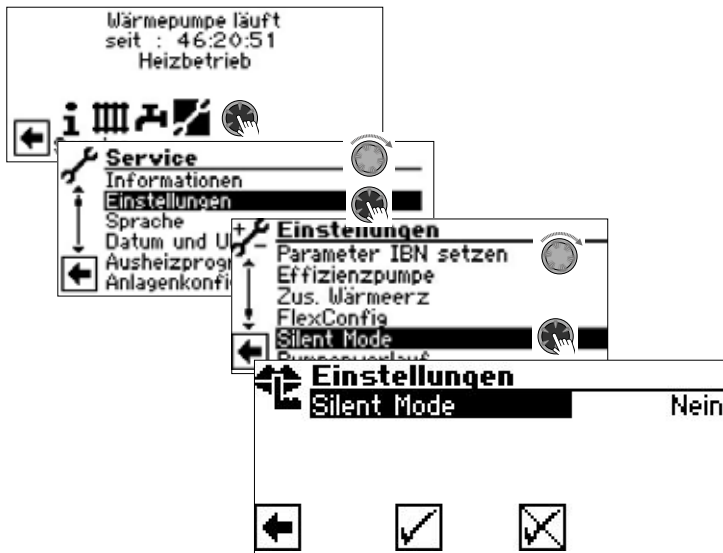 Wärmepumpe läuft
seit : 46:20:51
Heizbetrieb
Service
Informationen
Einstellungen
Sprache
Datum und U
Ausheizprogr
Anlagenkonfi
Einstellungen
Parameter IBN setzen
Effizienzpumpe
Zus. Wärmeerz
FlexConfig
Silent Mode
Einstellungen
Silent Mode Nein